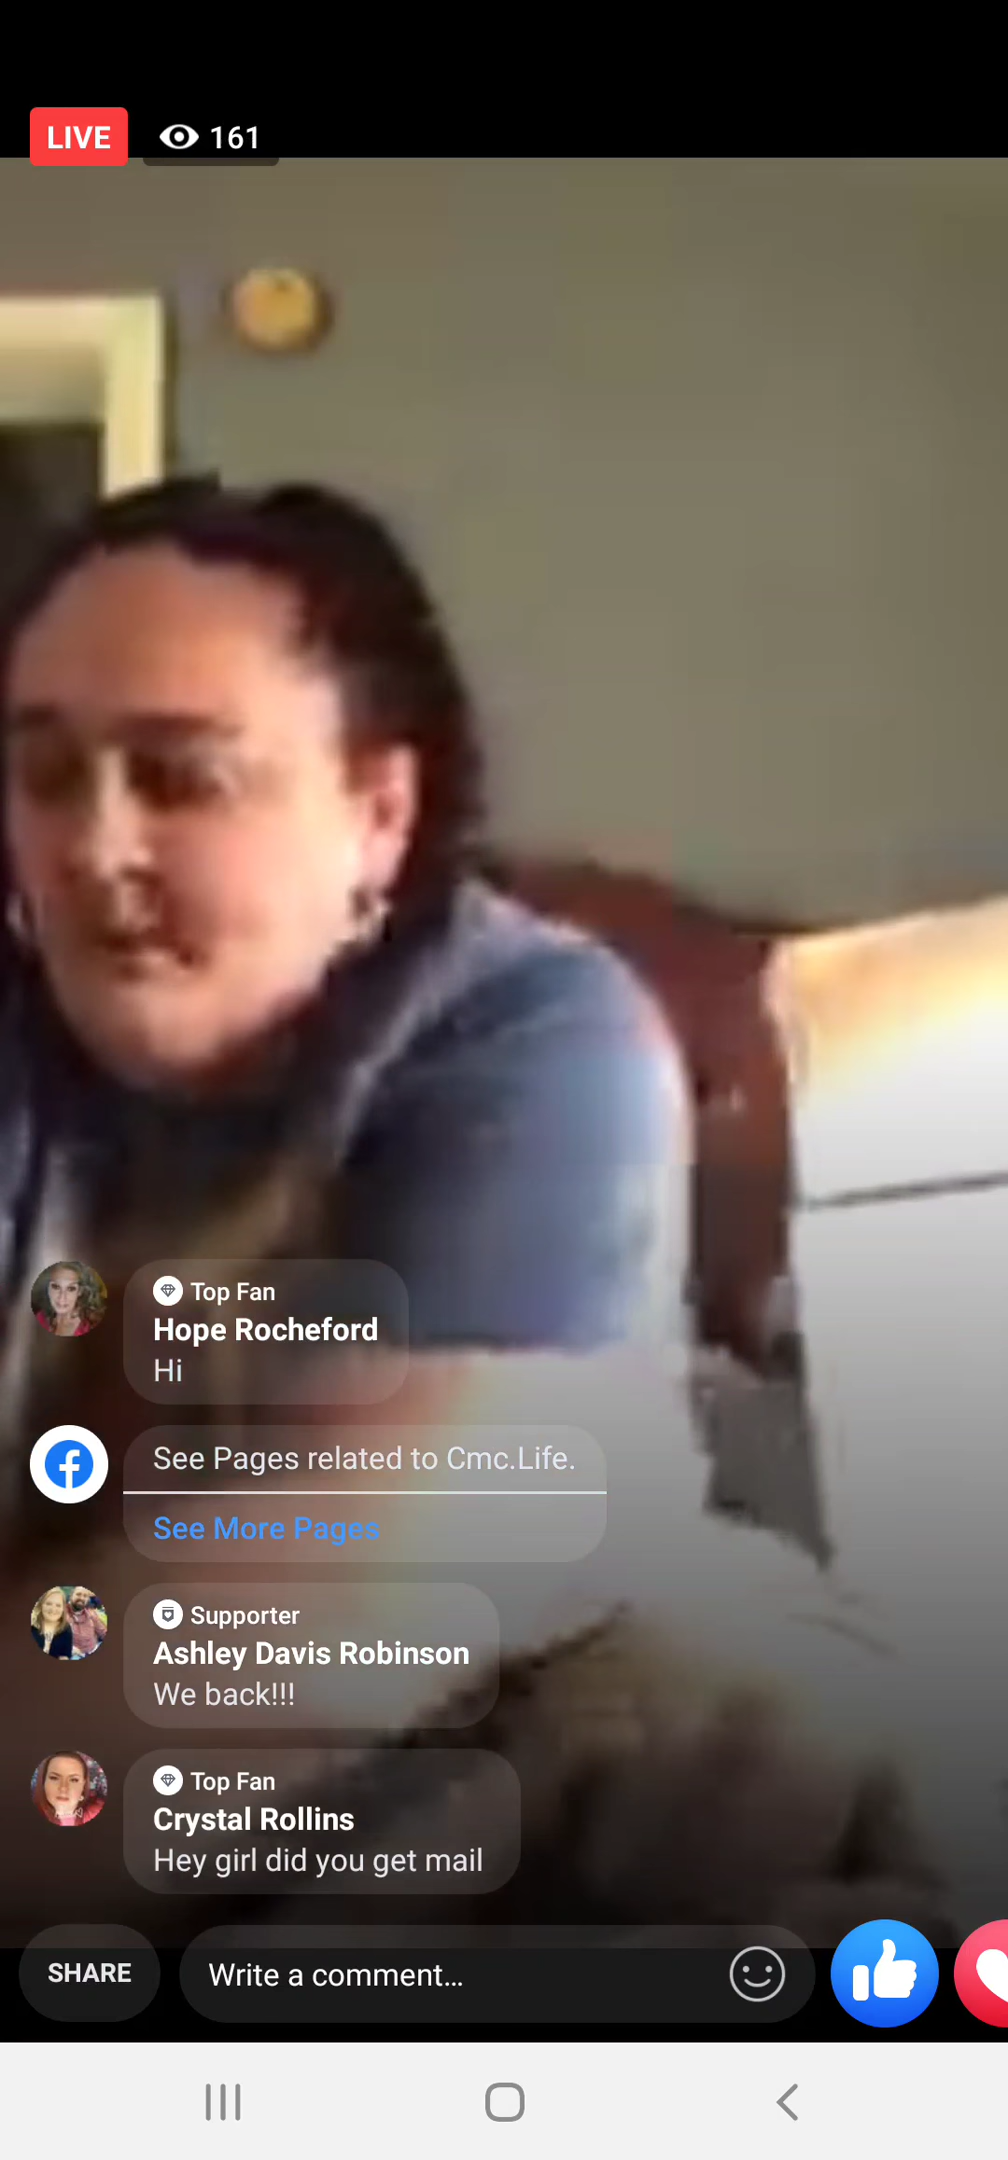 LIVE 161
Top Fan
Hope Rocheford
Hi
See Pages related to Cmc.Life.
See More Pages
Supporter
Ashley Davis Robinson
We back!!!
Top Fan
Crystal Rollins
Hey girl did you get mail
SHARE Write a comment...